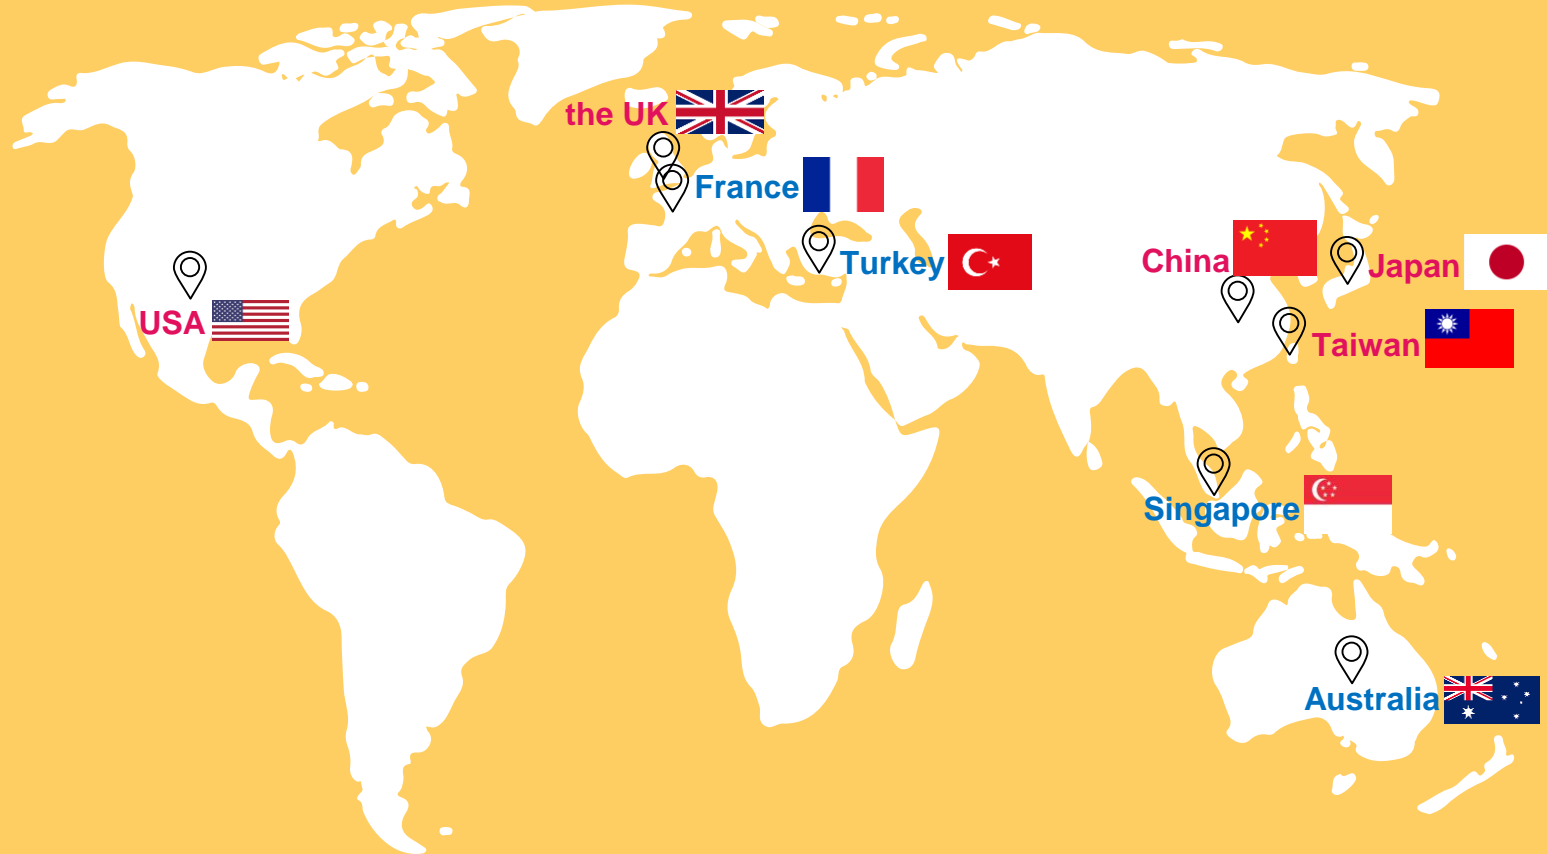 the UK
France
Turkey
China
Japan
USA
Taiwan
Singapore
Australia